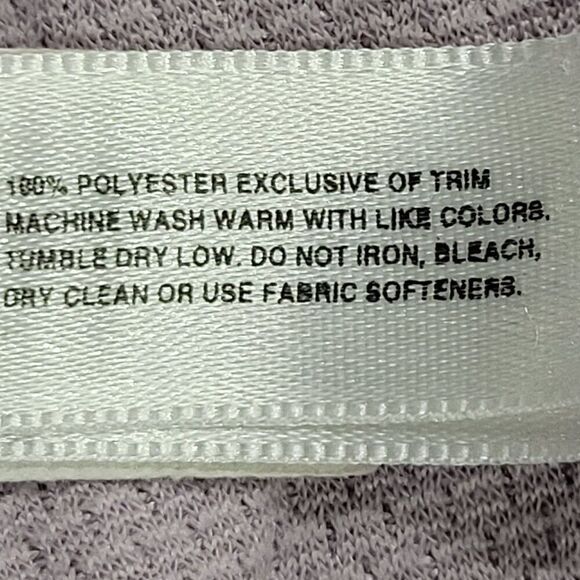 100% POLYESTER EXCLUSIVE OF TRIM
MACHINE WASH WARM WITH LIKE COLORS.
TUMBLE DRY LOW. DO NOT IRON, BLEACH,
DRY CLEAN OR USE FABRIC SOFTENERS.